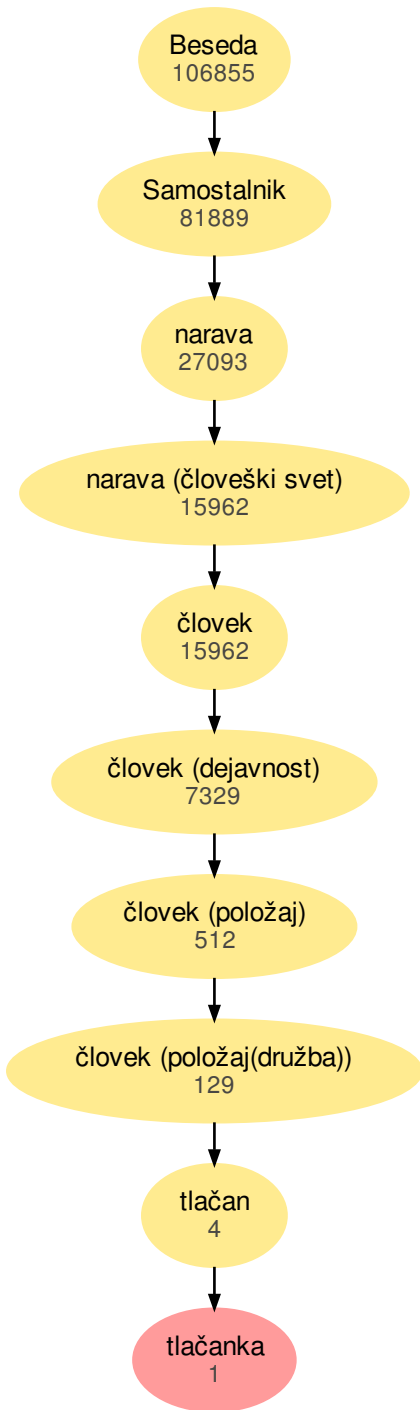 Beseda
106855
Samostalnik
81889
narava
27093
narava (človeški svet)
15962
človek
15962
človek (dejavnost)
7329
človek (položaj)
512
človek (položaj(družba))
129
tlačan
4
tlačanka
1